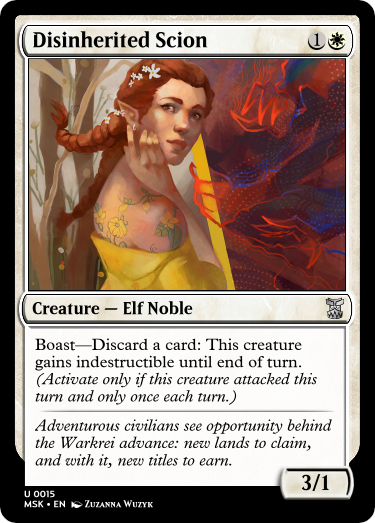 Disinherited Scion 1
Creature — Elf Noble
Boast—Discard a card: This creature
gains indestructible until end of turn.
(Activate only if this creature attacked this
turn and only once each turn.)
Adventurous civilians see opportunity behind
the Warkrei advance: new lands to claim,
and with it, new titles to earn.
3/1
U 0015
MSK • EN Zuzanna Wuzyk